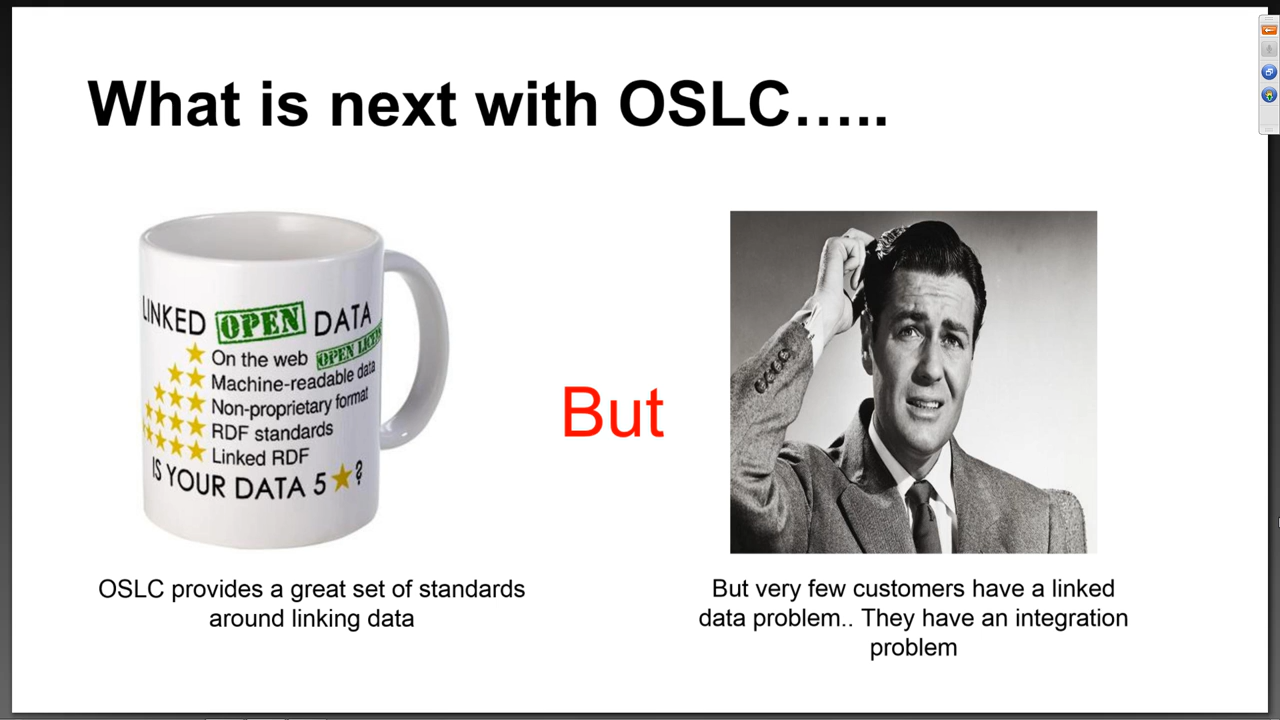 What is next with OSLC…..
LINKED OPEN DATA
On the web OPEN LICENSE
Machine-readable data
Non-proprietary format
RDF standards
Linked RDF
IS YOUR DATA 5 ?
But
OSLC provides a great set of standards
around linking data
But very few customers have a linked
data problem.. They have an integration
problem